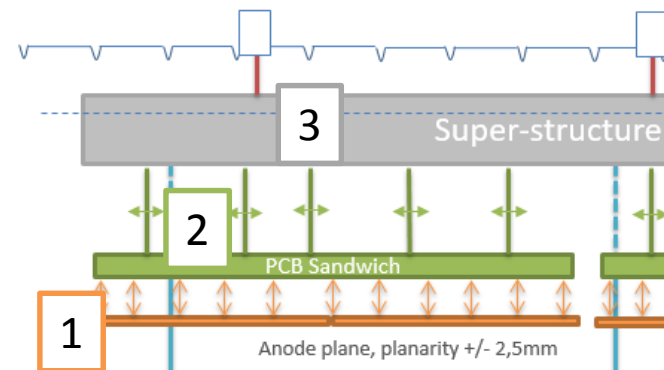 3
Super-structure
2
PCB Sandwich
1
Anode plane, planarity +/- 2,5mm